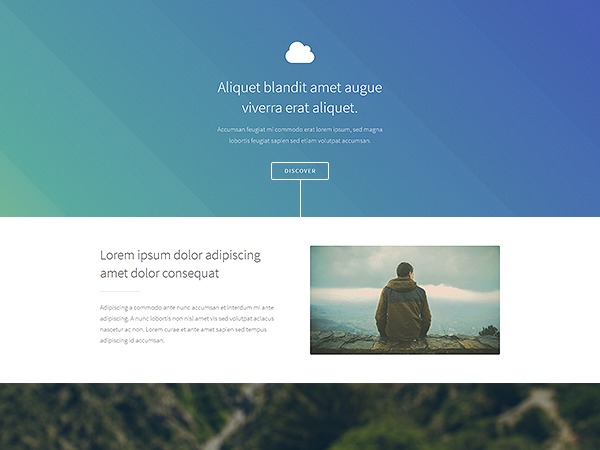 Aliquet blandit amet augue
viverra erat aliquet.
Accumsan feugiat mi commodo erat lorem ipsum, sed magna
lobortis feugiat sapien sed etiam volutpat accumsan.
DISCOVER
Lorem ipsum dolor adipiscing
amet dolor consequat
Adipiscing a commodo ante nunc accumsan et interdum mi ante
adipiscing. A nunc lobortis non nisl amet vis sed volutpat aclacus
nascetur ac non. Lorem curae et ante amet sapien sed tempus
adipiscing id accumsan.